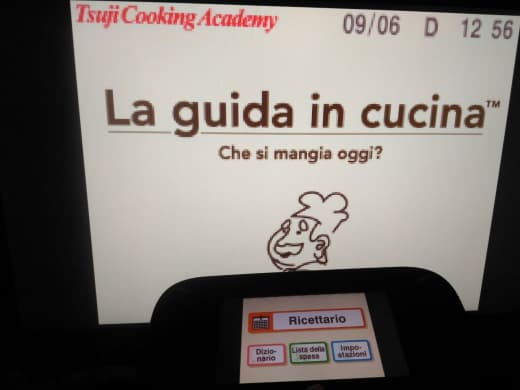 Tsuji Cooking Academy
09/06 D 12 56
La guida in cucina™
Che si mangia oggi?
Ricettario
Dizio-
nario
Lista della
spesa
Impo-
stazioni